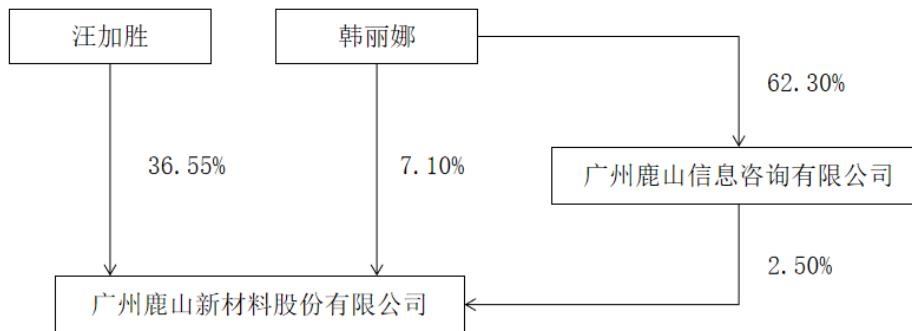 汪加胜
韩丽娜
62.30%
36.55%
7.10%
广州鹿山信息咨询有限公司
2.50%
广州鹿山新材料股份有限公司